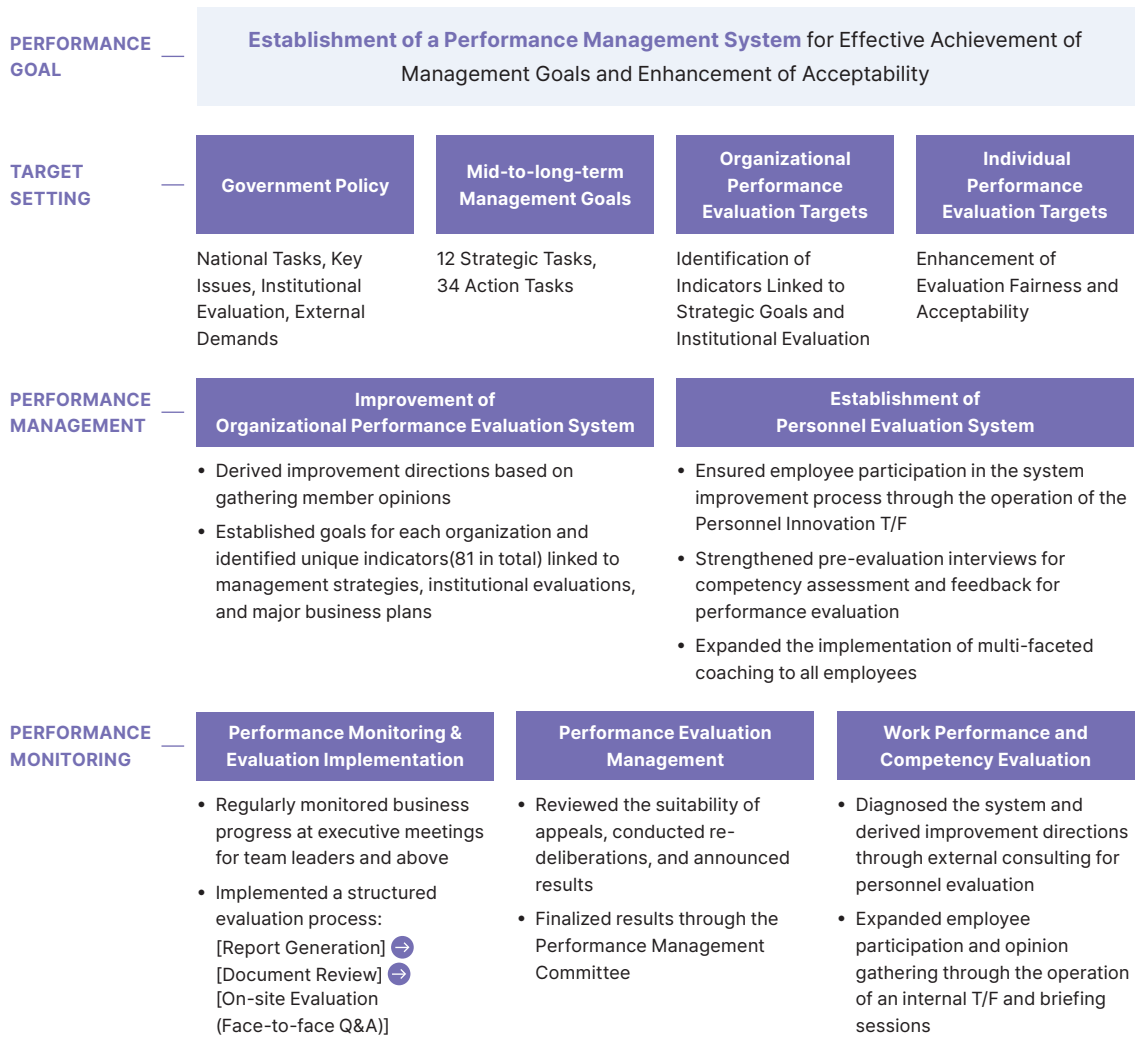 PERFORMANCE
GOAL
Establishment of a Performance Management System for Effective Achievement of
Management Goals and Enhancement of Acceptability
TARGET
SETTING
Government Policy
National Tasks, Key
Issues, Institutional
Evaluation, External
Demands
Mid-to-long-term
Management Goals
12 Strategic Tasks,
34 Action Tasks
Organizational
Performance
Evaluation Targets
Identification of
Indicators Linked to
Strategic Goals and
Institutional Evaluation
Individual
Performance
Evaluation Targets
Enhancement of
Evaluation Fairness and
Acceptability
PERFORMANCE
MANAGEMENT
Improvement of
Organizational Performance Evaluation System
• Derived improvement directions based on
gathering member opinions
• Established goals for each organization and
identified unique indicators(81 in total) linked to
management strategies, institutional evaluations,
and major business plans
Establishment of
Personnel Evaluation System
• Ensured employee participation in the system
improvement process through the operation of the
Personnel Innovation T/F
• Strengthened pre-evaluation interviews for
competency assessment and feedback for
performance evaluation
• Expanded the implementation of multi-faceted
coaching to all employees
PERFORMANCE
MONITORING
Performance Monitoring &
Evaluation Implementation
• Regularly monitored business
progress at executive meetings
for team leaders and above
• Implemented a structured
evaluation process:
[Report Generation] →
[Document Review] →
[On-site Evaluation
(Face-to-face Q&A)]
Performance Evaluation
Management
• Reviewed the suitability of
appeals, conducted re-
deliberations, and announced
results
• Finalized results through the
Performance Management
Committee
Work Performance and
Competency Evaluation
• Diagnosed the system and
derived improvement directions
through external consulting for
personnel evaluation
• Expanded employee
participation and opinion
gathering through the operation
of an internal T/F and briefing
sessions